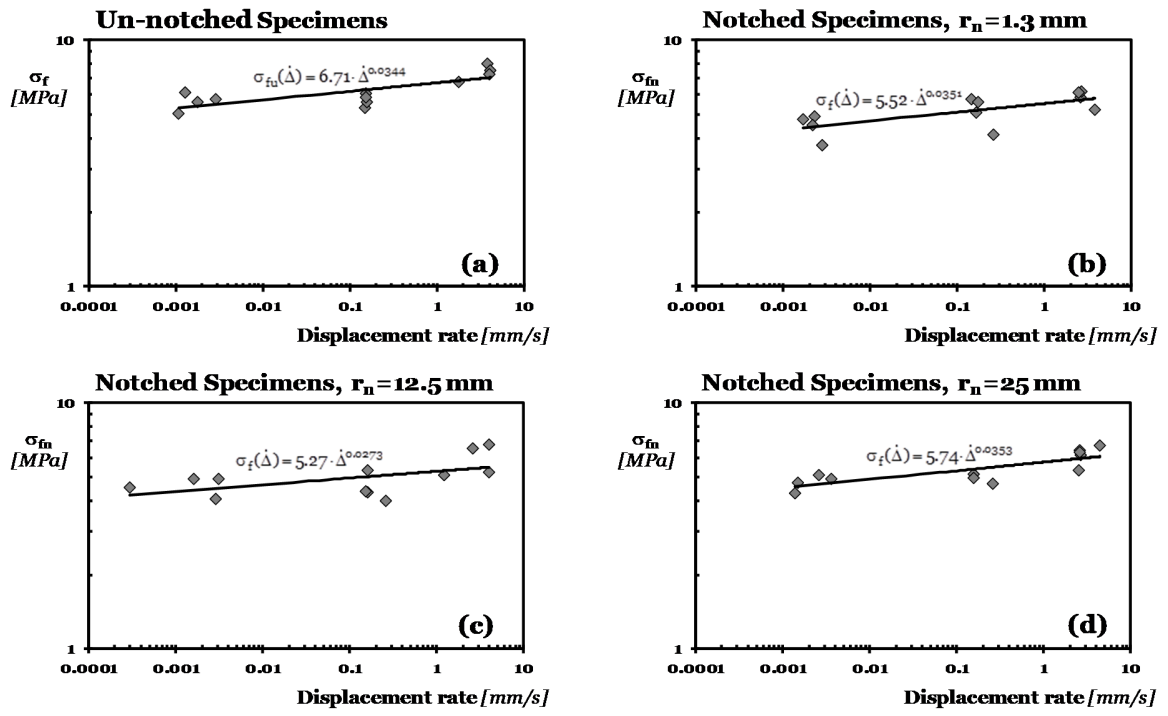 Un-notched Specimens
10
σf
[MPa]
σfu(Δ̇) = 6.71·Δ̇^0.0344
(a)
1
0.0001 0.001 0.01 0.1 1 10
Displacement rate [mm/s]
Notched Specimens, rn=1.3 mm
10
σfn
[MPa]
σf(Δ̇) = 5.52·Δ̇^0.0351
(b)
1
0.0001 0.001 0.01 0.1 1 10
Displacement rate [mm/s]
Notched Specimens, rn=12.5 mm
10
σfn
[MPa]
σf(Δ̇) = 5.27·Δ̇^0.0273
(c)
1
0.0001 0.001 0.01 0.1 1 10
Displacement rate [mm/s]
Notched Specimens, rn=25 mm
10
σfn
[MPa]
σf(Δ̇) = 5.74·Δ̇^0.0353
(d)
1
0.0001 0.001 0.01 0.1 1 10
Displacement rate [mm/s]